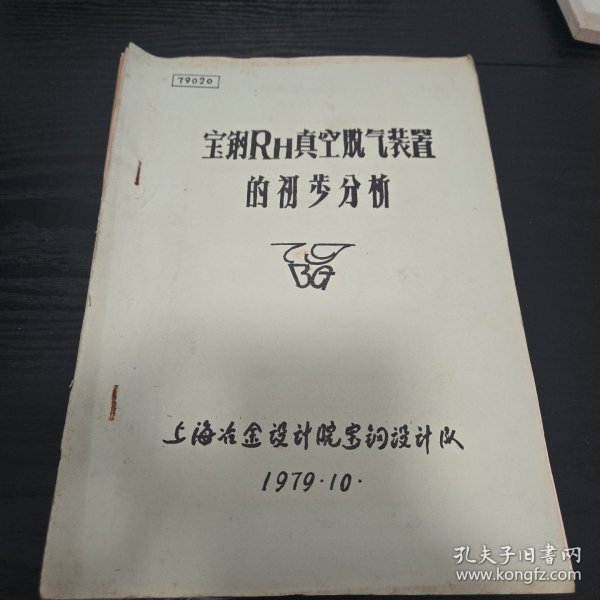 79020
宝钢RH真空脱气装置
的初步分析
79
BG
上海冶金设计院宝钢设计队
1979·10·
孔夫子旧书网
www.kongfz.com